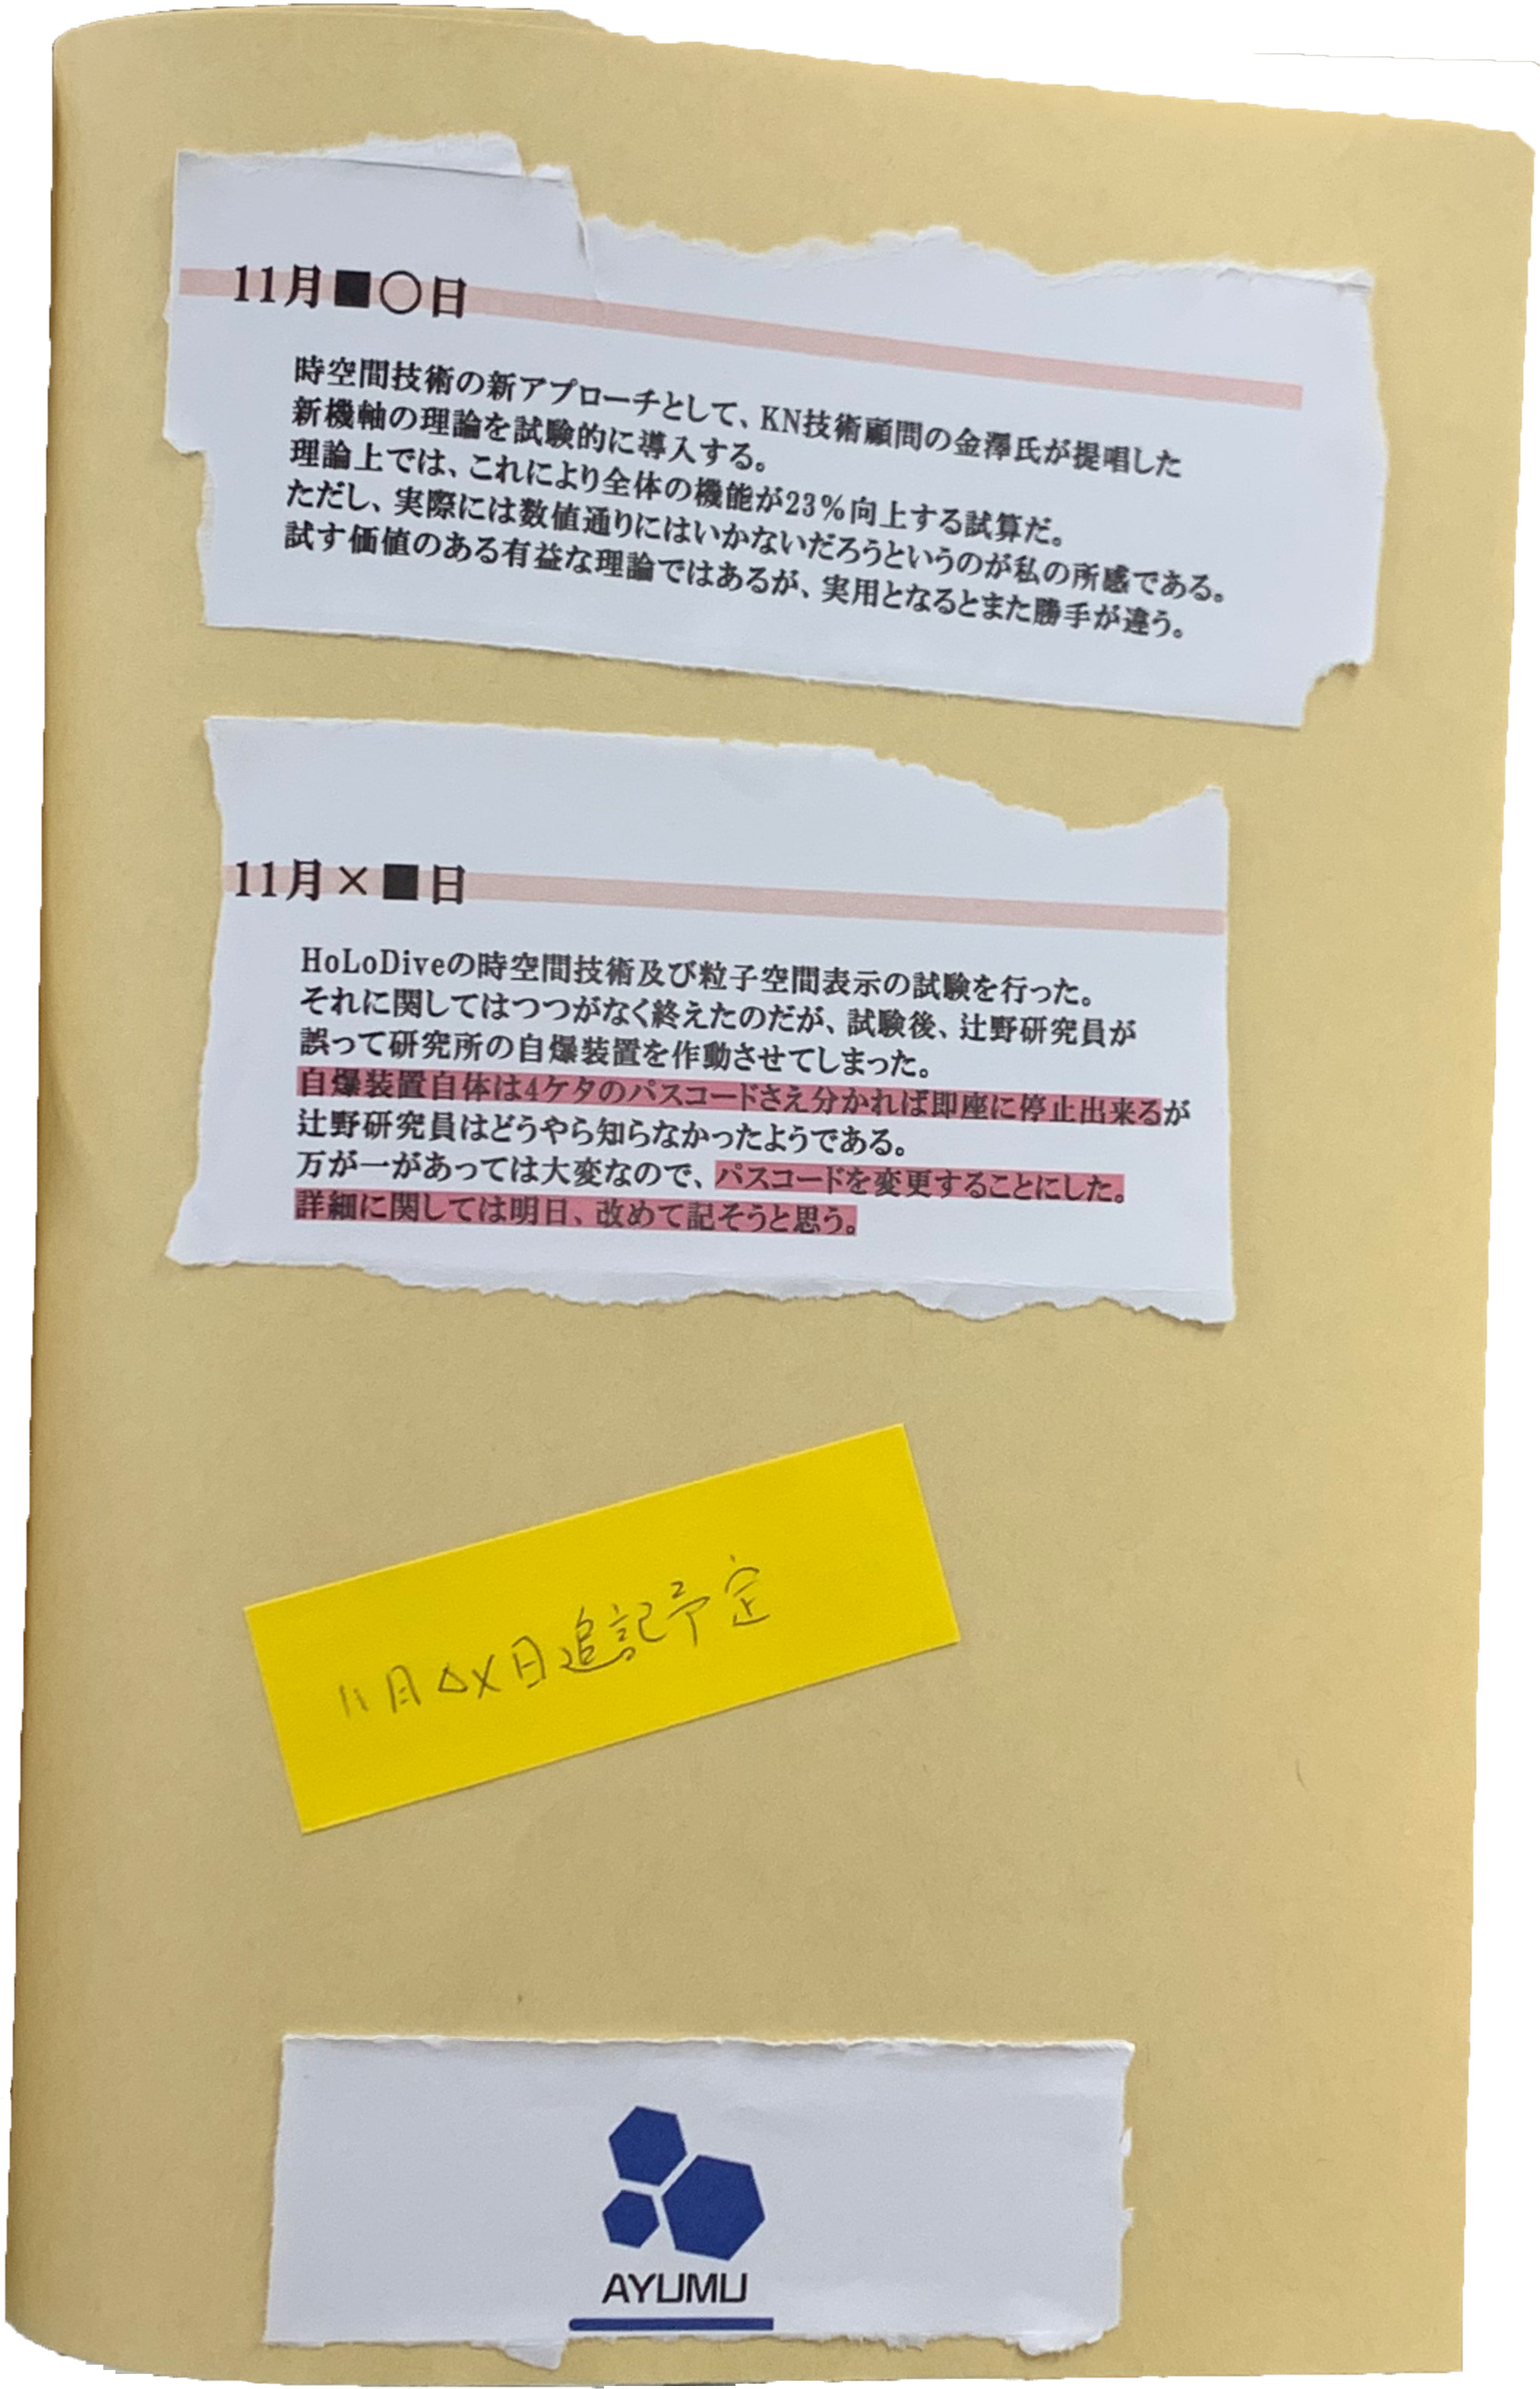 11月■○日
時空間技術の新アプローチとして、KN技術顧問の金澤氏が提唱した
新機軸の理論を試験的に導入する。
理論上では、これにより全体の機能が23%向上する試算だ。
ただし、実際には数値通りにはいかないだろうというのが私の所感である。
試す価値のある有益な理論ではあるが、実用となるとまた勝手が違う。
11月×■日
HoLoDiveの時空間技術及び粒子空間表示の試験を行った。
それに関してはつつがなく終えたのだが、試験後、辻野研究員が
誤って研究所の自爆装置を作動させてしまった。
自爆装置自体は4ケタのパスコードさえ分かれば即座に停止出来るが
辻野研究員はどうやら知らなかったようである。
万が一があっては大変なので、パスコードを変更することにした。
詳細に関しては明日、改めて記そうと思う。
11月△×日追記予定
AYUMU